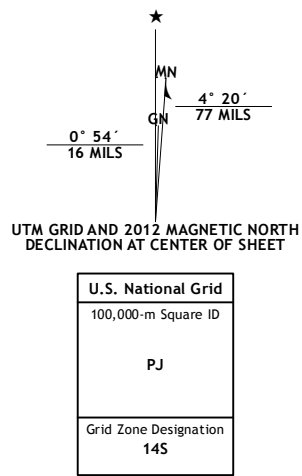 ★
MN
4° 20´
77 MILS
GN
0° 54´
16 MILS
UTM GRID AND 2012 MAGNETIC NORTH
DECLINATION AT CENTER OF SHEET
U.S. National Grid
100,000-m Square ID
PJ
Grid Zone Designation
14S